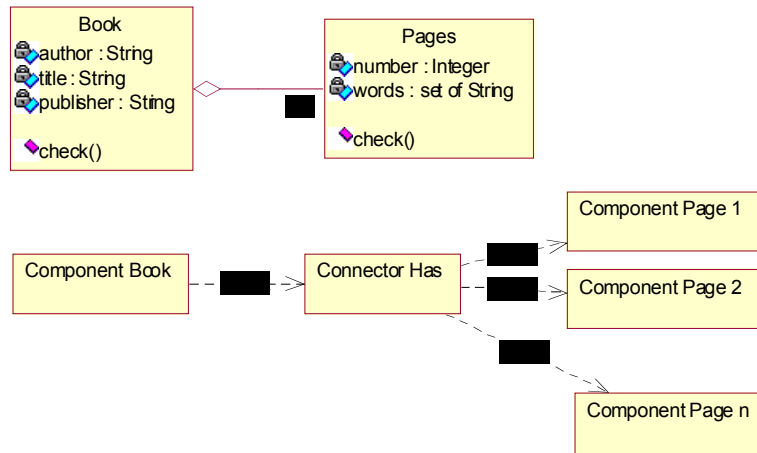 Book
author : String
title : String
publisher : String
check()
Pages
number : Integer
words : set of String
check()
Component Book
Connector Has
Component Page 1
Component Page 2
Component Page n